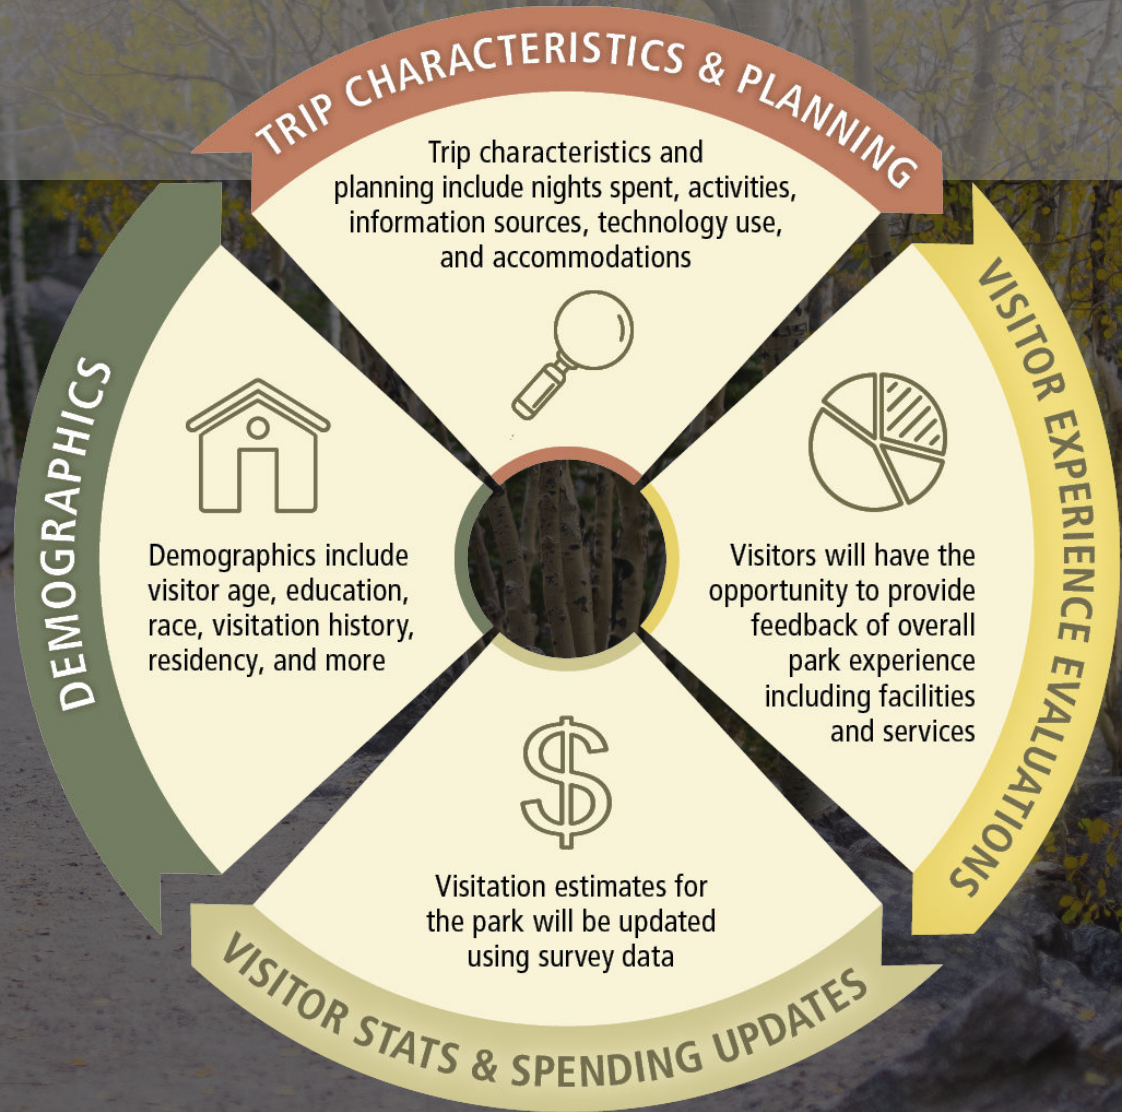 TRIP CHARACTERISTICS & PLANNING
Trip characteristics and
planning include nights spent, activities,
information sources, technology use,
and accommodations
VISITOR EXPERIENCE EVALUATIONS
Visitors will have the
opportunity to provide
feedback of overall
park experience
including facilities
and services
VISITOR STATS & SPENDING UPDATES
Visitation estimates for
the park will be updated
using survey data
DEMOGRAPHICS
Demographics include
visitor age, education,
race, visitation history,
residency, and more